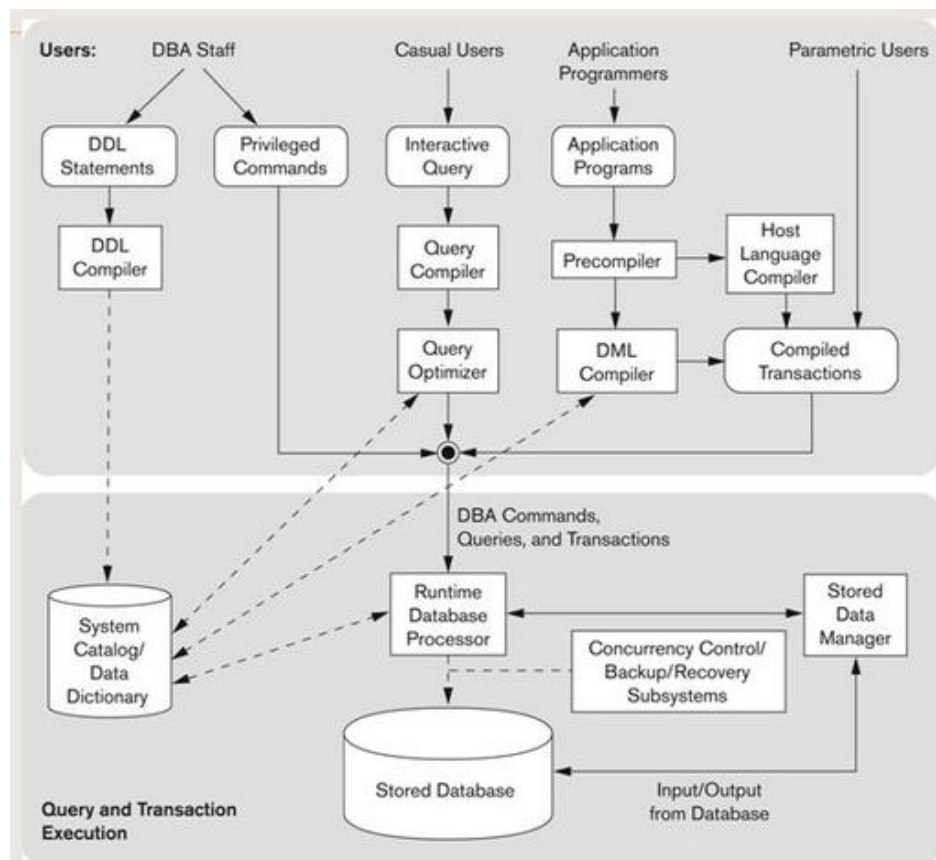 Users:
DBA Staff
Casual Users
Application
Programmers
Parametric Users
DDL
Statements
Privileged
Commands
Interactive
Query
Application
Programs
DDL
Compiler
Query
Compiler
Precompiler
Host
Language
Compiler
Query
Optimizer
DML
Compiler
Compiled
Transactions
DBA Commands,
Queries, and Transactions
System
Catalog/
Data
Dictionary
Runtime
Database
Processor
Stored
Data
Manager
Concurrency Control/
Backup/Recovery
Subsystems
Stored Database
Input/Output
from Database
Query and Transaction
Execution